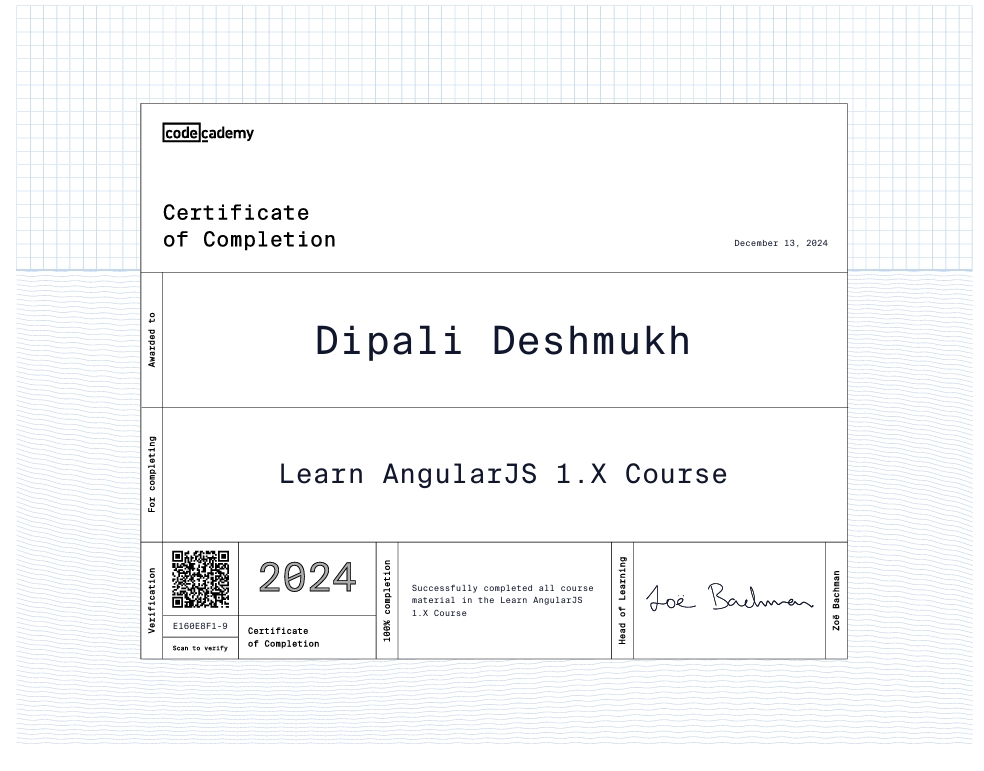 codecademy
Certificate
of Completion
December 13, 2024
Awarded to
Dipali Deshmukh
For completing
Learn AngularJS 1.X Course
Verification
E160E8F1-9
Scan to verify
2024
Certificate
of Completion
100% completion
Successfully completed all course
material in the Learn AngularJS
1.X Course
Head of Learning
Zoë Bachman
Zoë Bachman